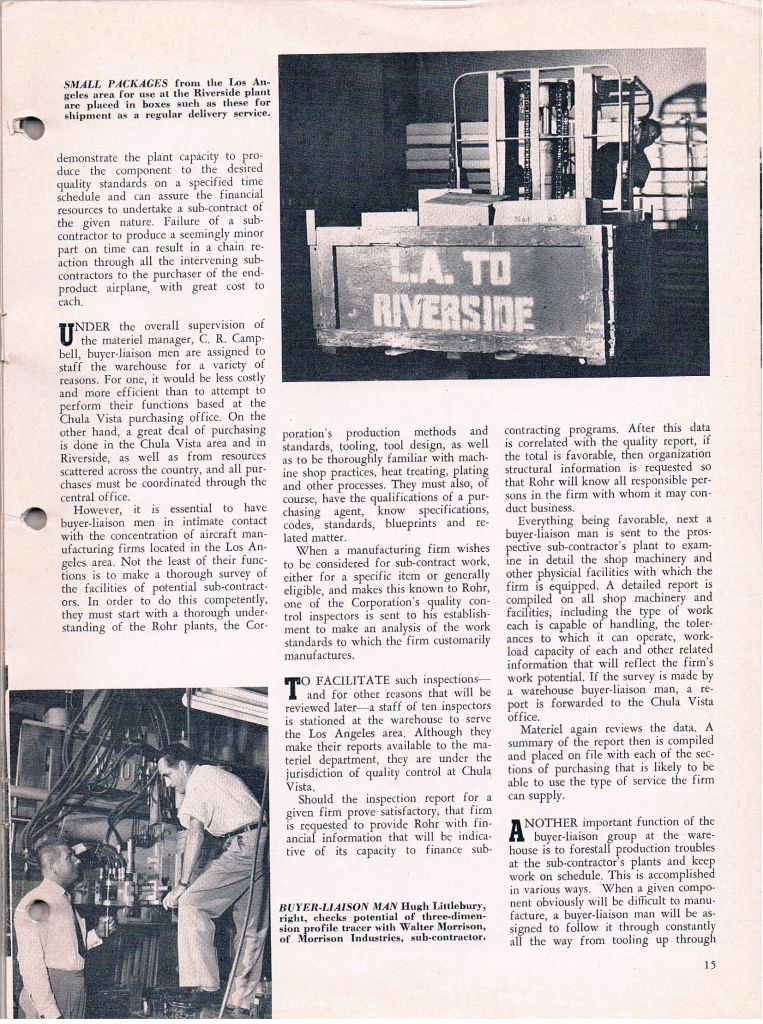 SMALL PACKAGES from the Los An-
geles area for use at the Riverside plant
are placed in boxes such as these for
shipment as a regular delivery service.
demonstrate the plant capacity to pro-
duce the component to the desired
quality standards on a specified time
schedule and can assure the financial
resources to undertake a sub-contract of
the given nature. Failure of a sub-
contractor to produce a seemingly minor
part on time can result in a chain re-
action through all the intervening sub-
contractors to the purchaser of the end-
product airplane, with great cost to
each.
UNDER the overall supervision of
the materiel manager, C. R. Camp-
bell, buyer-liaison men are assigned to
staff the warehouse for a variety of
reasons. For one, it would be less costly
and more efficient than to attempt to
perform their functions based at the
Chula Vista purchasing office. On the
other hand, a great deal of purchasing
is done in the Chula Vista area and in
Riverside, as well as from resources
scattered across the country, and all pur-
chases must be coordinated through the
central office.
However, it is essential to have
buyer-liaison men in intimate contact
with the concentration of aircraft man-
ufacturing firms located in the Los An-
geles area. Not the least of their func-
tions is to make a thorough survey of
the facilities of potential sub-contract-
ors. In order to do this competently,
they must start with a thorough under-
standing of the Rohr plants, the Cor-
L.A. TO
RIVERSIDE
poration's production methods and
standards, tooling, tool design, as well
as to be thoroughly familiar with mach-
ine shop practices, heat treating, plating
and other processes. They must also, of
course, have the qualifications of a pur-
chasing agent, know specifications,
codes, standards, blueprints and re-
lated matter.
When a manufacturing firm wishes
to be considered for sub-contract work,
either for a specific item or generally
eligible, and makes this known to Rohr,
one of the Corporation's quality con-
trol inspectors is sent to his establish-
ment to make an analysis of the work
standards to which the firm customarily
manufactures.
TO FACILITATE such inspections—
and for other reasons that will be
reviewed later—a staff of ten inspectors
is stationed at the warehouse to serve
the Los Angeles area. Although they
make their reports available to the ma-
teriel department, they are under the
jurisdiction of quality control at Chula
Vista.
Should the inspection report for a
given firm prove satisfactory, that firm
is requested to provide Rohr with fin-
ancial information that will be indica-
tive of its capacity to finance sub-
BUYER-LIAISON MAN Hugh Littlebury,
right, checks potential of three-dimen-
sion profile tracer with Walter Morrison,
of Morrison Industries, sub-contractor.
contracting programs. After this data
is correlated with the quality report, if
the total is favorable, then organization
structural information is requested so
that Rohr will know all responsible per-
sons in the firm with whom it may con-
duct business.
Everything being favorable, next a
buyer-liaison man is sent to the pros-
pective sub-contractor's plant to exam-
ine in detail the shop machinery and
other physicial facilities with which the
firm is equipped. A detailed report is
compiled on all shop machinery and
facilities, including the type of work
each is capable of handling, the toler-
ances to which it can operate, work-
load capacity of each and other related
information that will reflect the firm's
work potential. If the survey is made by
a warehouse buyer-liaison man, a re-
port is forwarded to the Chula Vista
office.
Materiel again reviews the data. A
summary of the report then is compiled
and placed on file with each of the sec-
tions of purchasing that is likely to be
able to use the type of service the firm
can supply.
ANOTHER important function of the
buyer-liaison group at the ware-
house is to forestall production troubles
at the sub-contractor's plants and keep
work on schedule. This is accomplished
in various ways. When a given compo-
nent obviously will be difficult to manu-
facture, a buyer-liaison man will be as-
signed to follow it through constantly
all the way from tooling up through
15